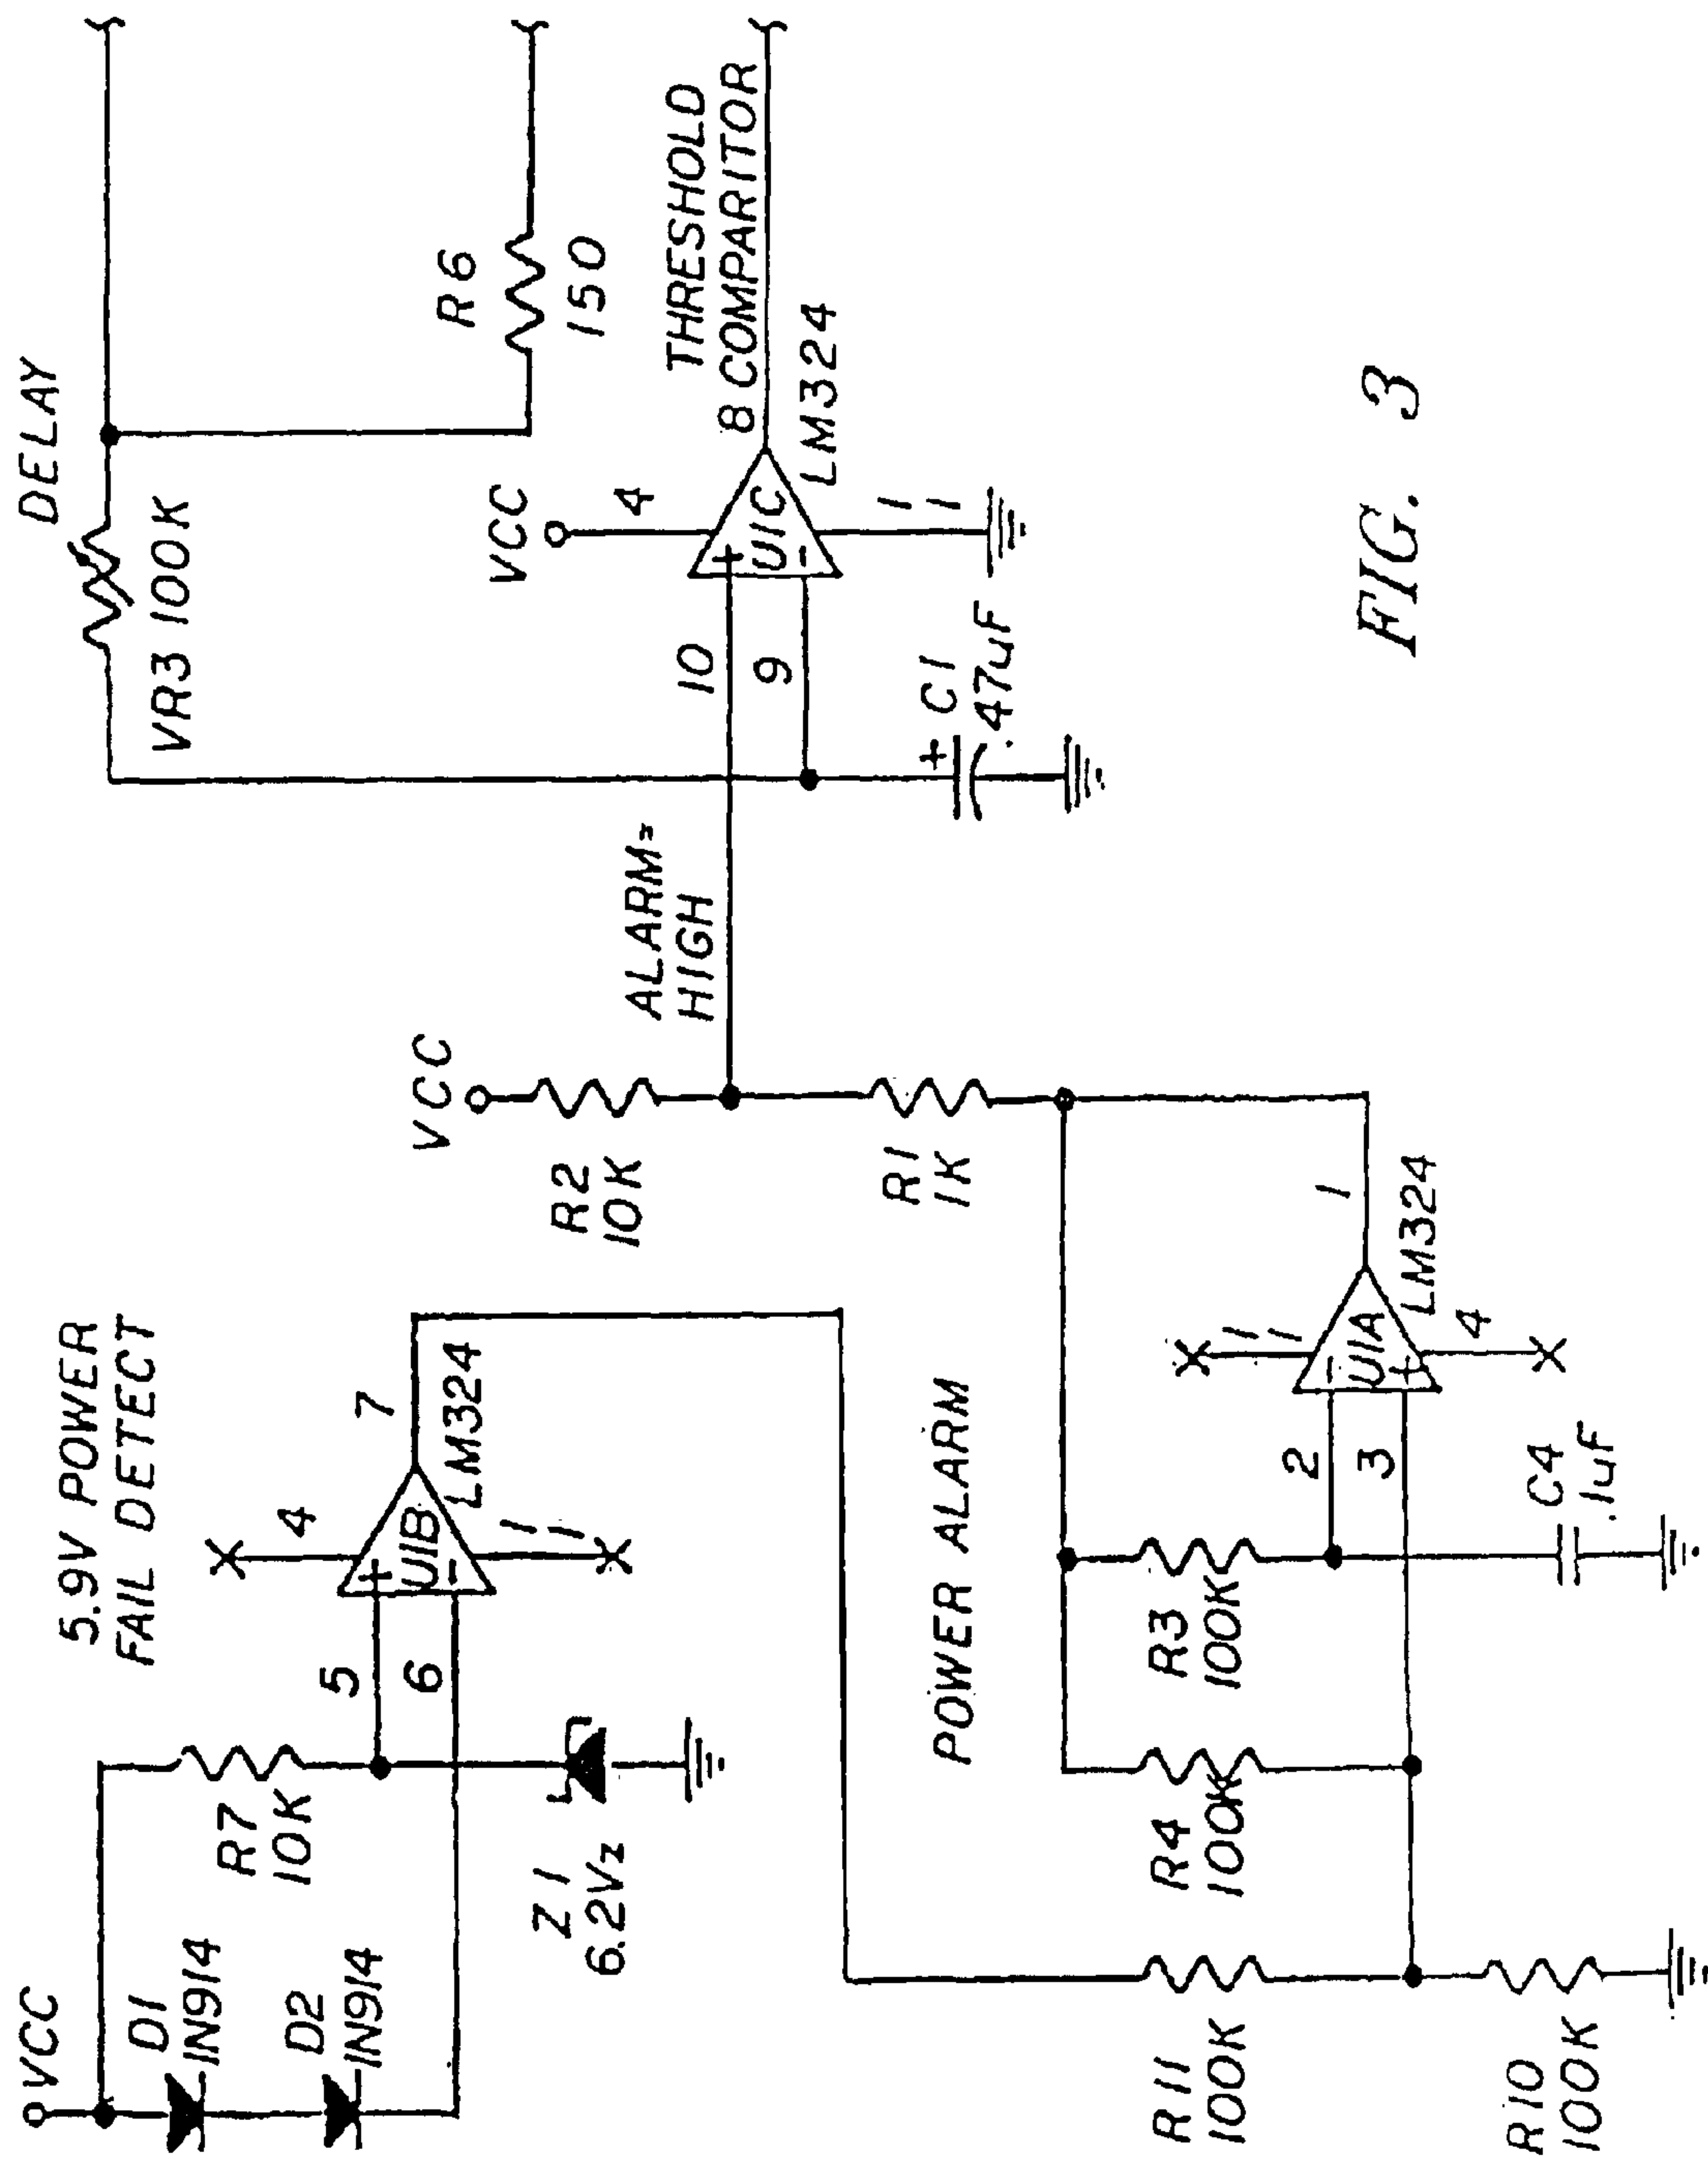 DELAY
VR3 100K
R6
150
VCC
4
THRESHOLD
8 COMPARITOR
10
9
+
U1C
-
LM324
11
+ C1
.47uF
ALARM=
HIGH
VCC
R2
10K
R1
1K
5.9V POWER
FAIL DETECT
VCC
D1
IN914
D2
IN914
R7
10K
5
6
4
+
U1B
-
7
LM324
11
Z1
6.2Vz
POWER ALARM
R11
100K
R10
100K
R4
100K
R3
100K
2
3
11
-
U1A
+
1
LM324
4
C4
.1uF
FIG. 3